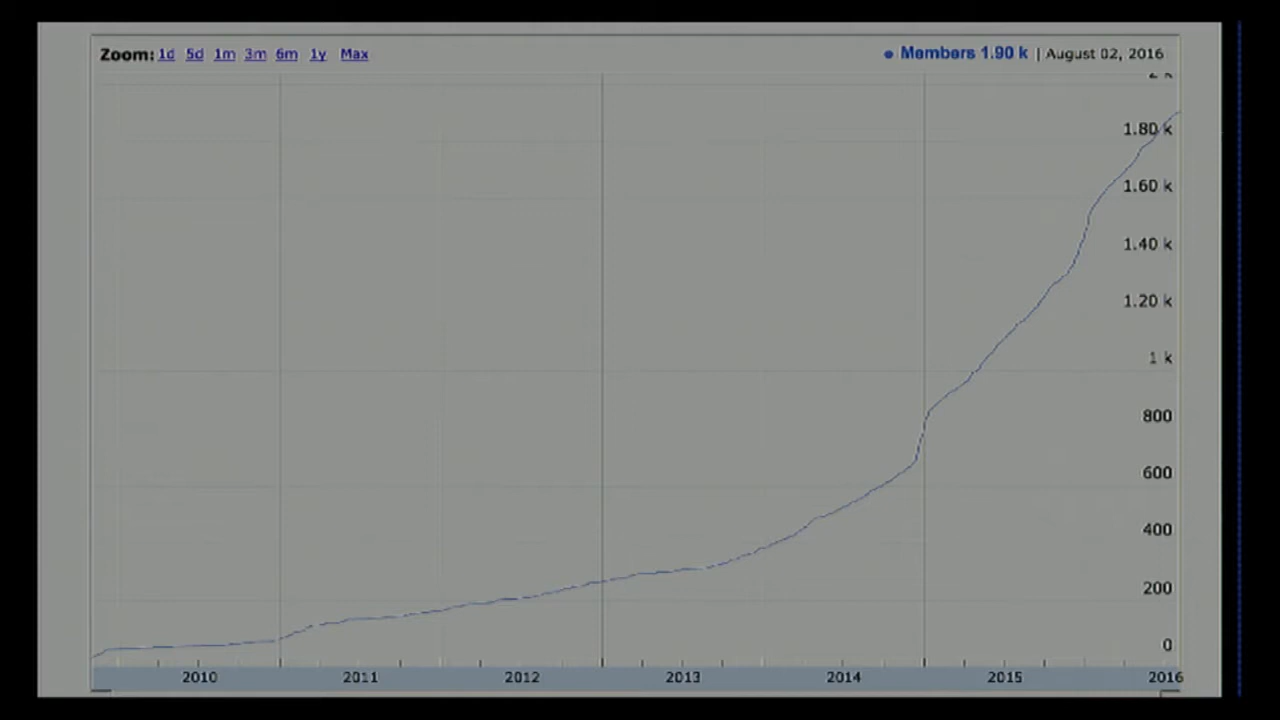 Zoom: 1d 5d 1m 3m 6m 1y Max
Members 1.90 k | August 02, 2016
2 k
1.80 k
1.60 k
1.40 k
1.20 k
1 k
800
600
400
200
0
2010 2011 2012 2013 2014 2015 2016